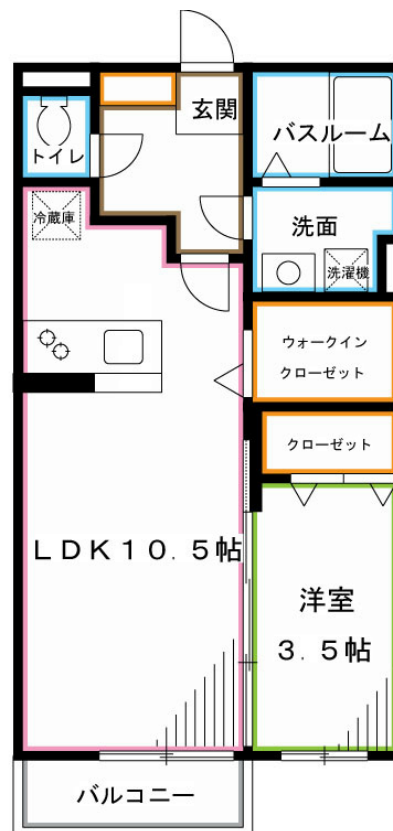 玄関
バスルーム
トイレ
冷蔵庫
洗面
洗濯機
ウォークイン
クローゼット
クローゼット
LDK10.5帖
洋室
3.5帖
バルコニー